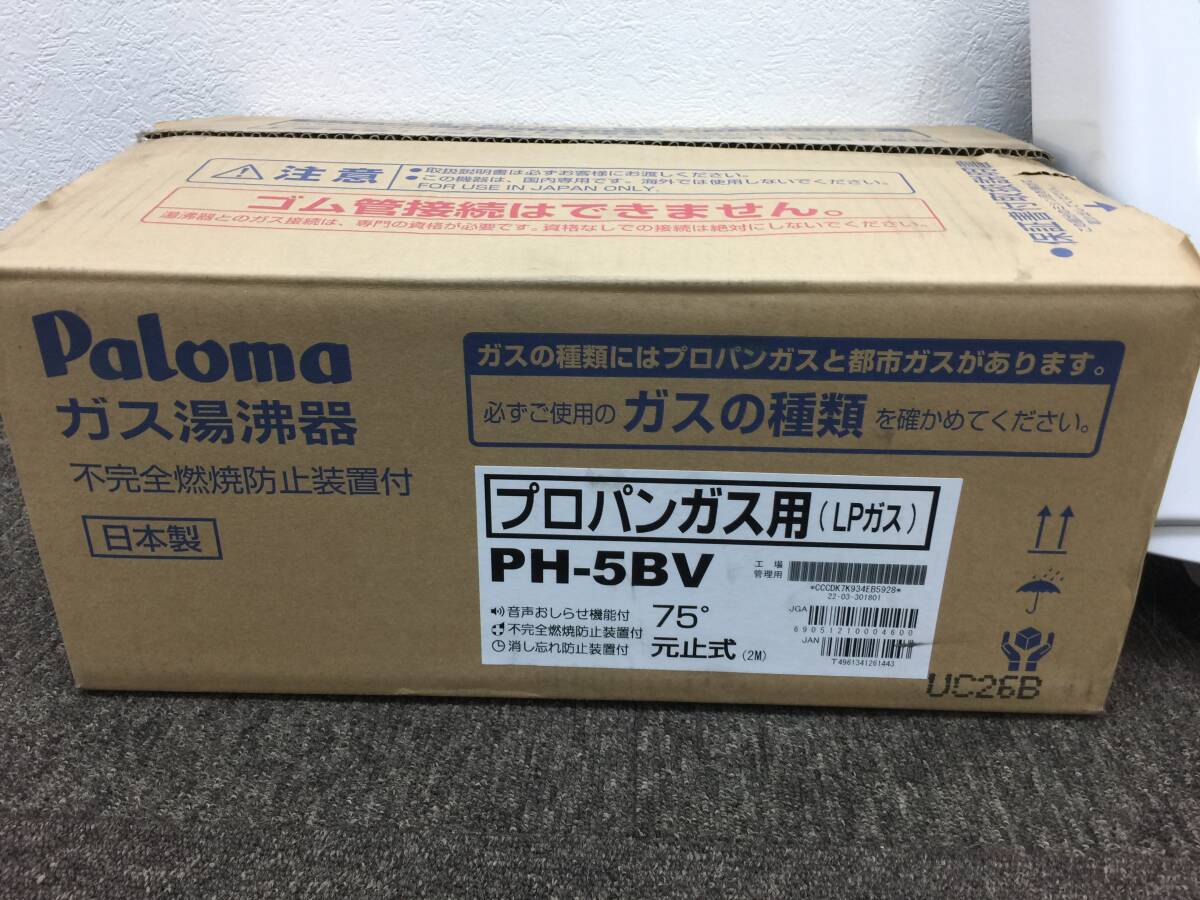 注意
●取扱説明書は必ずお客様にお渡しください。
●この機器は、国内専用です。海外では使用しないでください。
FOR USE IN JAPAN ONLY.
ゴム管接続はできません。
湯沸器とのガス接続は、専門の資格が必要です。資格なしでの接続は絶対にしないでください。
Paloma
ガス湯沸器
不完全燃焼防止装置付
日本製
ガスの種類にはプロパンガスと都市ガスがあります。
必ずご使用の ガスの種類 を確かめてください。
プロパンガス用(LPガス)
PH-5BV
工場
管理用
*CCCDK7K934EB5928*
22-03-301801
音声おしらせ機能付
不完全燃焼防止装置付
消し忘れ防止装置付
75°
元止式(2M)
JGA
69051210004600
JAN
T4961341261443
UC26B